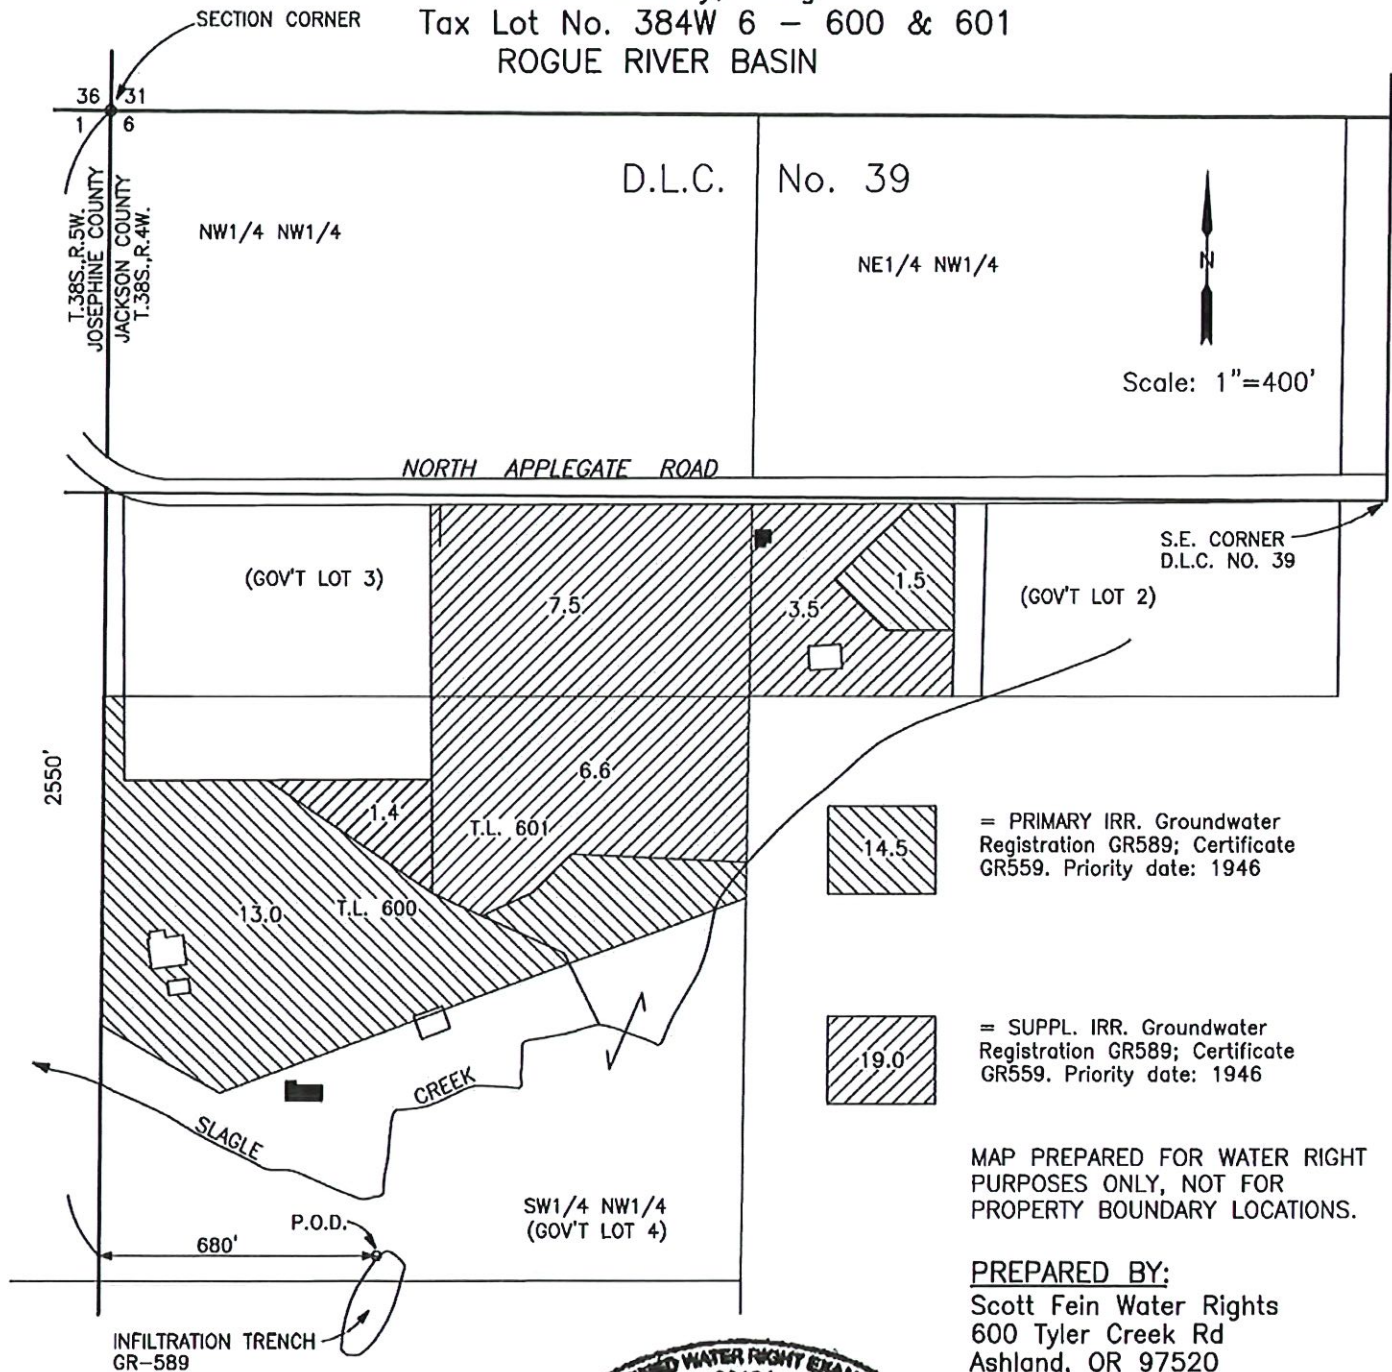 Tax Lot No. 384W 6 - 600 & 601
ROGUE RIVER BASIN
SECTION CORNER
36 31
1 6
T.38S.,R.5W.
JOSEPHINE COUNTY
JACKSON COUNTY
T.38S.,R.4W.
D.L.C. No. 39
NW1/4 NW1/4
NE1/4 NW1/4
N
Scale: 1"=400'
NORTH APPLEGATE ROAD
S.E. CORNER
D.L.C. NO. 39
(GOV'T LOT 3)
7.5
3.5
1.5
(GOV'T LOT 2)
2550'
6.6
1.4
T.L. 601
13.0
T.L. 600
14.5
= PRIMARY IRR. Groundwater
Registration GR589; Certificate
GR559. Priority date: 1946
19.0
= SUPPL. IRR. Groundwater
Registration GR589; Certificate
GR559. Priority date: 1946
SLAGLE CREEK
SW1/4 NW1/4
(GOV'T LOT 4)
P.O.D.
680'
INFILTRATION TRENCH
GR-589
MAP PREPARED FOR WATER RIGHT
PURPOSES ONLY, NOT FOR
PROPERTY BOUNDARY LOCATIONS.
PREPARED BY:
Scott Fein Water Rights
600 Tyler Creek Rd
Ashland, OR 97520
WATER RIGHT